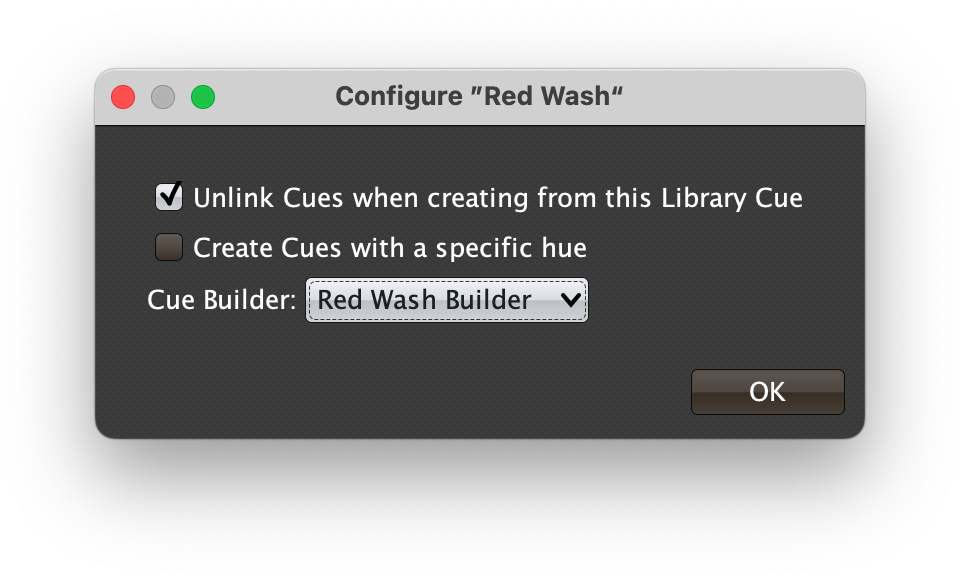 Configure ”Red Wash“
Unlink Cues when creating from this Library Cue
Create Cues with a specific hue
Cue Builder: Red Wash Builder
OK